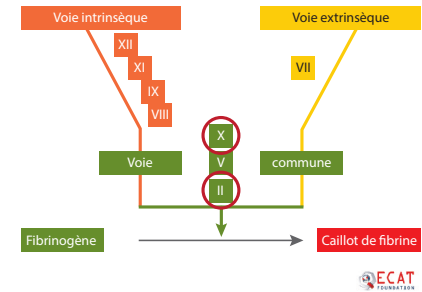 Voie intrinsèque
Voie extrinsèque
XII
XI
IX
VIII
VII
X
V
II
Voie
commune
Fibrinogène
Caillot de fibrine
ECAT
FOUNDATION